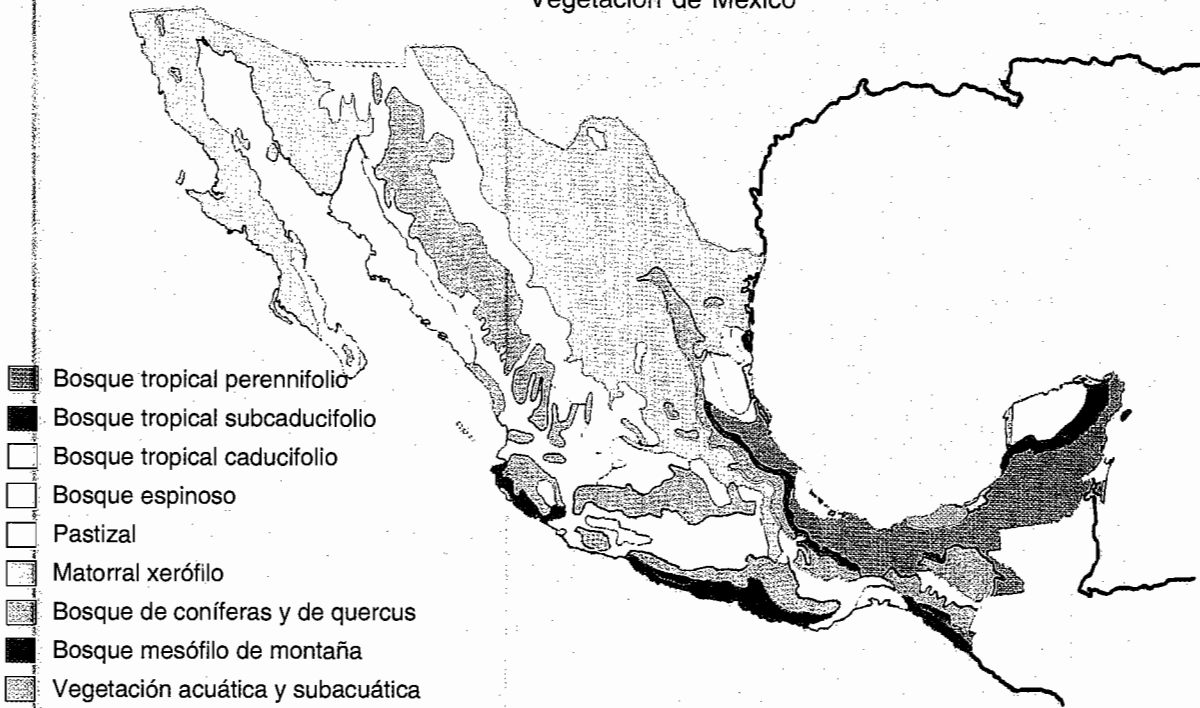 Vegetación de México
Bosque tropical perennifolio
Bosque tropical subcaducifolio
Bosque tropical caducifolio
Bosque espinoso
Pastizal
Matorral xerófilo
Bosque de coníferas y de quercus
Bosque mesófilo de montaña
Vegetación acuática y subacuática